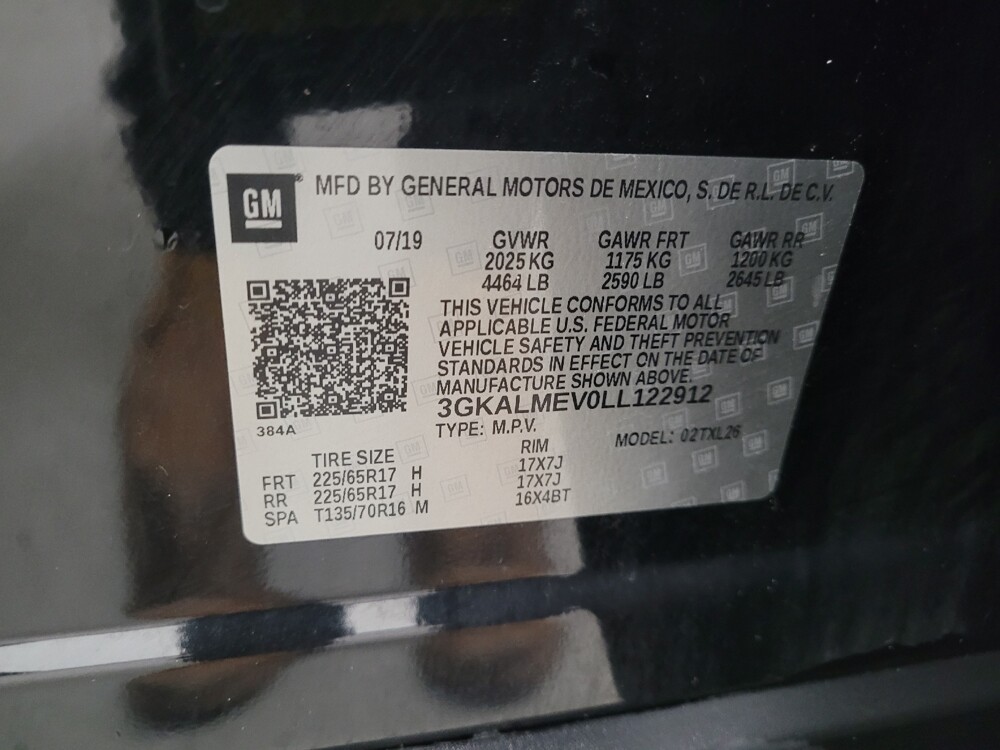 GM
MFD BY GENERAL MOTORS DE MEXICO, S. DE R.L. DE C.V.
07/19 GVWR GAWR FRT GAWR RR
2025 KG 1175 KG 1200 KG
4464 LB 2590 LB 2645 LB
THIS VEHICLE CONFORMS TO ALL
APPLICABLE U.S. FEDERAL MOTOR
VEHICLE SAFETY AND THEFT PREVENTION
STANDARDS IN EFFECT ON THE DATE OF
MANUFACTURE SHOWN ABOVE.
3GKALMEV0LL122912
384A
TYPE: M.P.V. MODEL: 02TXL26
TIRE SIZE RIM
FRT 225/65R17 H 17X7J
RR 225/65R17 H 17X7J
SPA T135/70R16 M 16X4BT